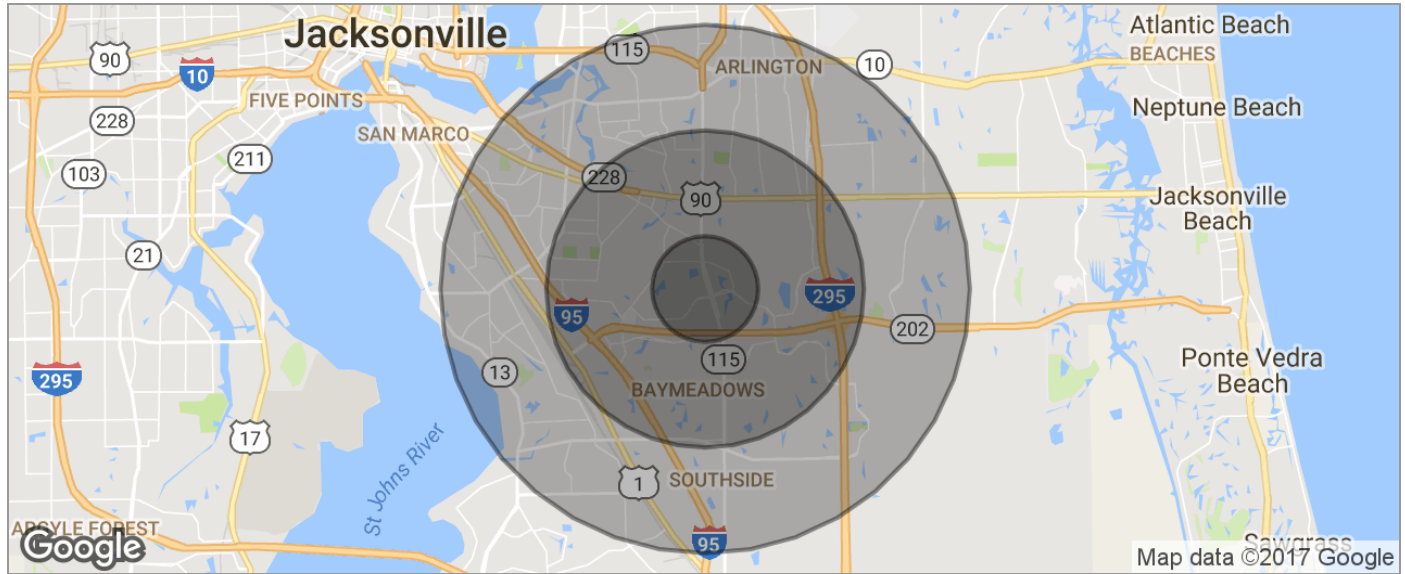 Jacksonville
Atlantic Beach
BEACHES
90
115
10
10
ARLINGTON
FIVE POINTS
Neptune Beach
228
SAN MARCO
211
103
228
90
Jacksonville
Beach
21
295
95
202
115
Ponte Vedra
Beach
13
295
BAYMEADOWS
17
St Johns River
SOUTHSIDE
1
ARGYLE FOREST
95
Sawgrass
Google
Map data ©2017 Google